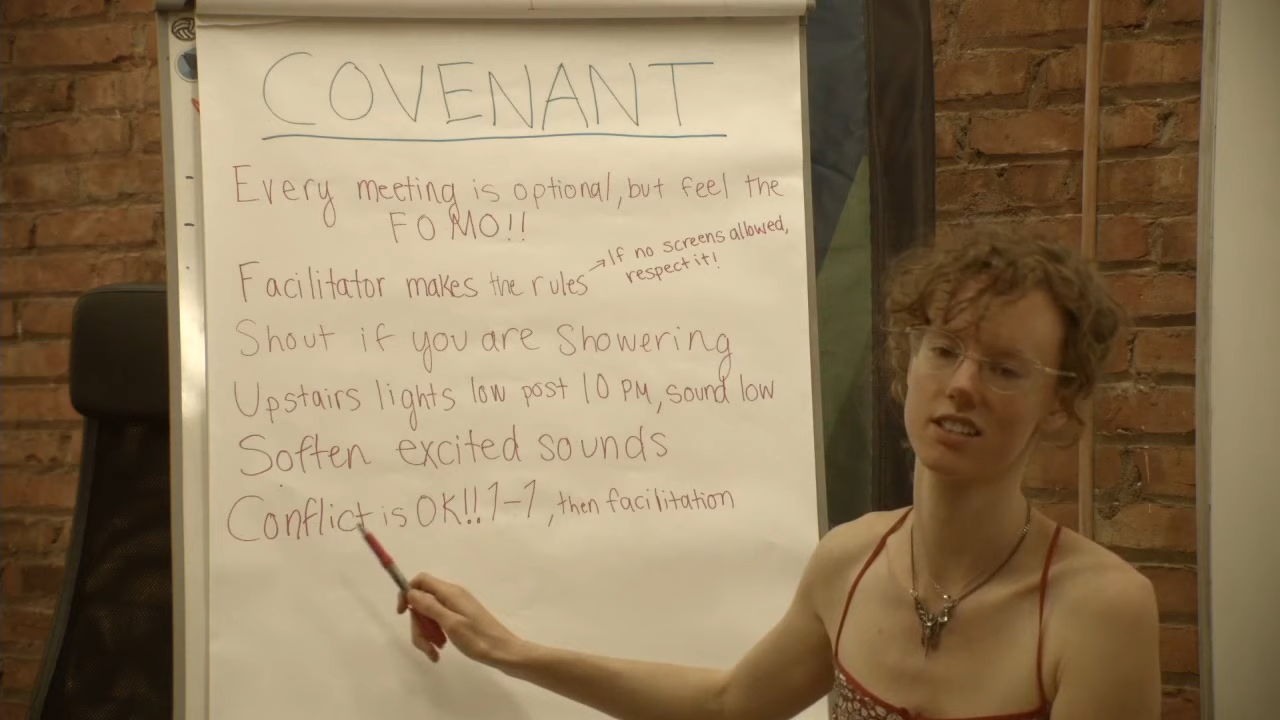 COVENANT
Every meeting is optional, but feel the
FOMO!!
Facilitator makes the rules → If no screens allowed,
respect it!
Shout if you are showering
Upstairs lights low post 10 PM, sound low
Soften excited sounds
Conflict is OK!! 1-1, then facilitation